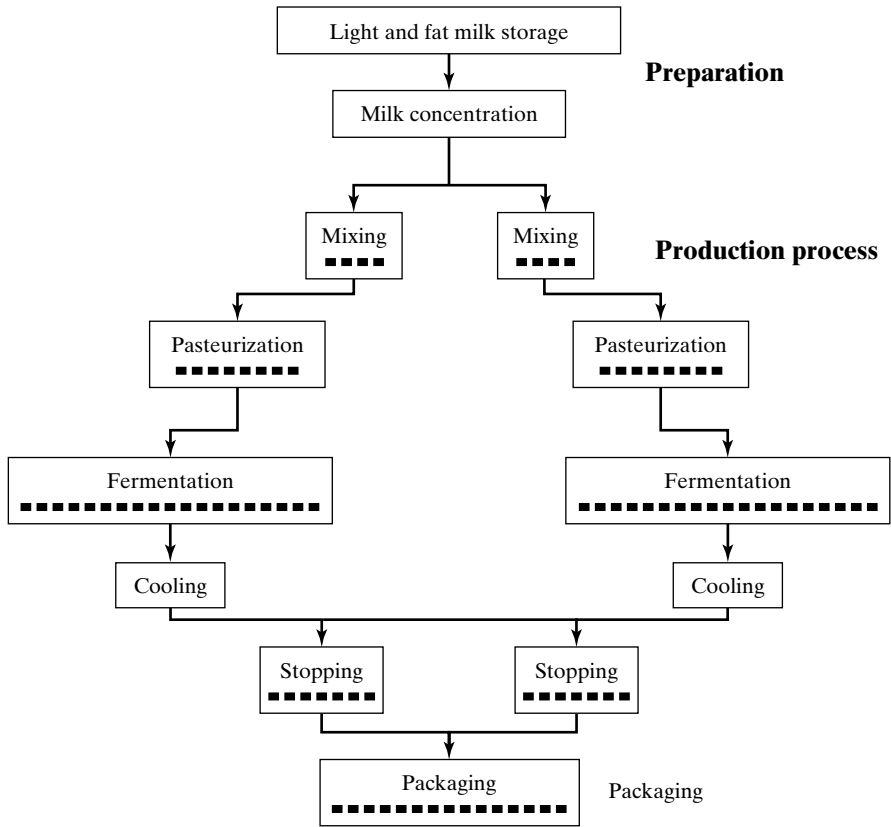 Light and fat milk storage
Preparation
Milk concentration
Mixing
Mixing
Production process
Pasteurization
Pasteurization
Fermentation
Fermentation
Cooling
Cooling
Stopping
Stopping
Packaging
Packaging